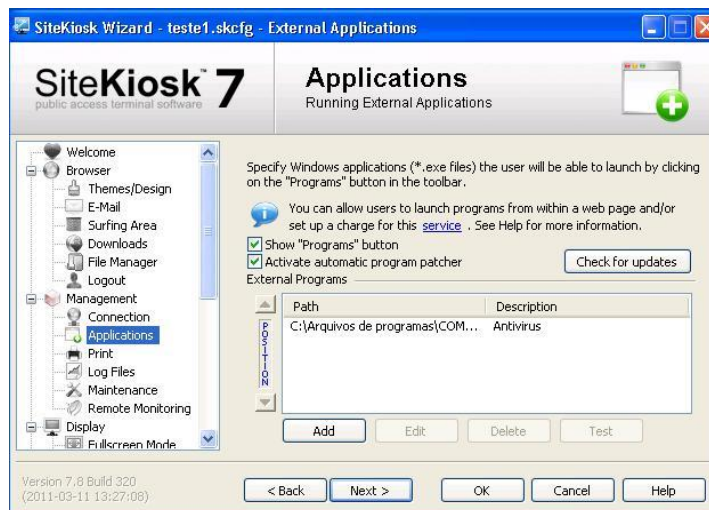 SiteKiosk Wizard - teste1.skcfg - External Applications
SiteKiosk™ 7
public access terminal software
Applications
Running External Applications
Welcome
Browser
Themes/Design
E-Mail
Surfing Area
Downloads
File Manager
Logout
Management
Connection
Applications
Print
Log Files
Maintenance
Remote Monitoring
Display
Fullscreen Mode
Specify Windows applications (*.exe files) the user will be able to launch by clicking
on the "Programs" button in the toolbar.
You can allow users to launch programs from within a web page and/or
set up a charge for this service . See Help for more information.
Show "Programs" button
Activate automatic program patcher
Check for updates
External Programs
POSITION
Path Description
C:\Arquivos de programas\COM... Antivirus
Add Edit Delete Test
Version 7.8 Build 320
(2011-03-11 13:27:08)
< Back Next > OK Cancel Help